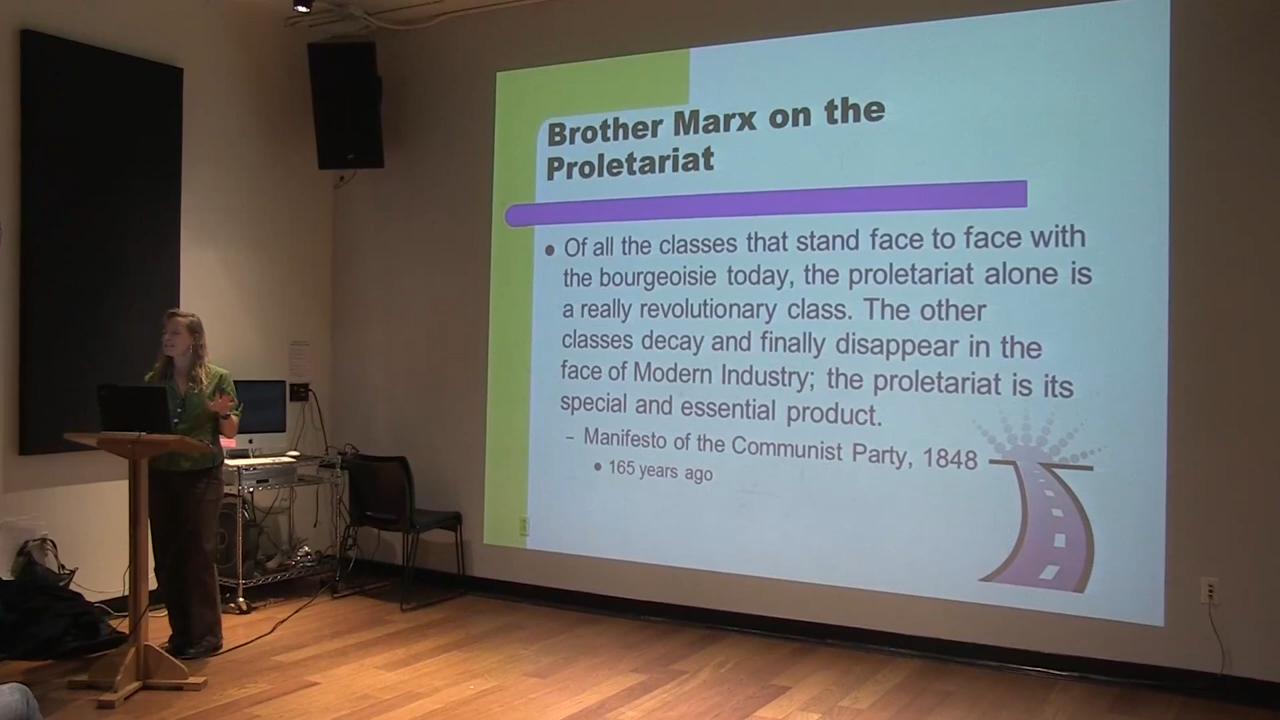 Brother Marx on the
Proletariat
• Of all the classes that stand face to face with
the bourgeoisie today, the proletariat alone is
a really revolutionary class. The other
classes decay and finally disappear in the
face of Modern Industry; the proletariat is its
special and essential product.
– Manifesto of the Communist Party, 1848
• 165 years ago